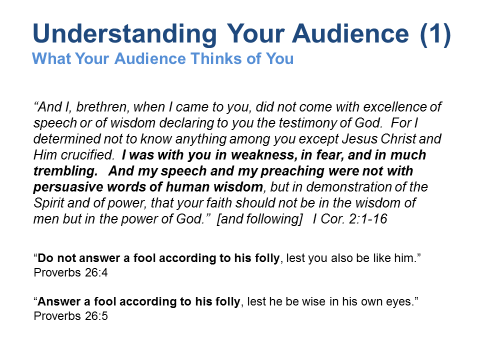 Understanding Your Audience (1)
What Your Audience Thinks of You
“And I, brethren, when I came to you, did not come with excellence of
speech or of wisdom declaring to you the testimony of God.  For I
determined not to know anything among you except Jesus Christ and
Him crucified.  I was with you in weakness, in fear, and in much
trembling.   And my speech and my preaching were not with
persuasive words of human wisdom, but in demonstration of the
Spirit and of power, that your faith should not be in the wisdom of
men but in the power of God.”  [and following]   I Cor. 2:1-16
“Do not answer a fool according to his folly, lest you also be like him.”
Proverbs 26:4
“Answer a fool according to his folly, lest he be wise in his own eyes.”
Proverbs 26:5